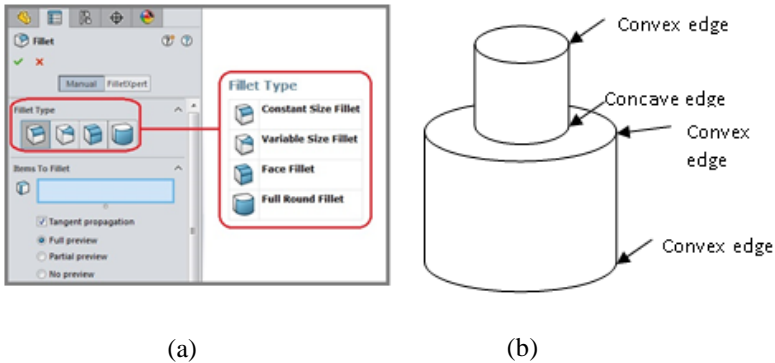 Fillet
Manual FilletXpert
Fillet Type
Items To Fillet
Tangent propagation
Full preview
Partial preview
No preview
Fillet Type
Constant Size Fillet
Variable Size Fillet
Face Fillet
Full Round Fillet
Convex edge
Concave edge
Convex
edge
Convex edge
(a)
(b)